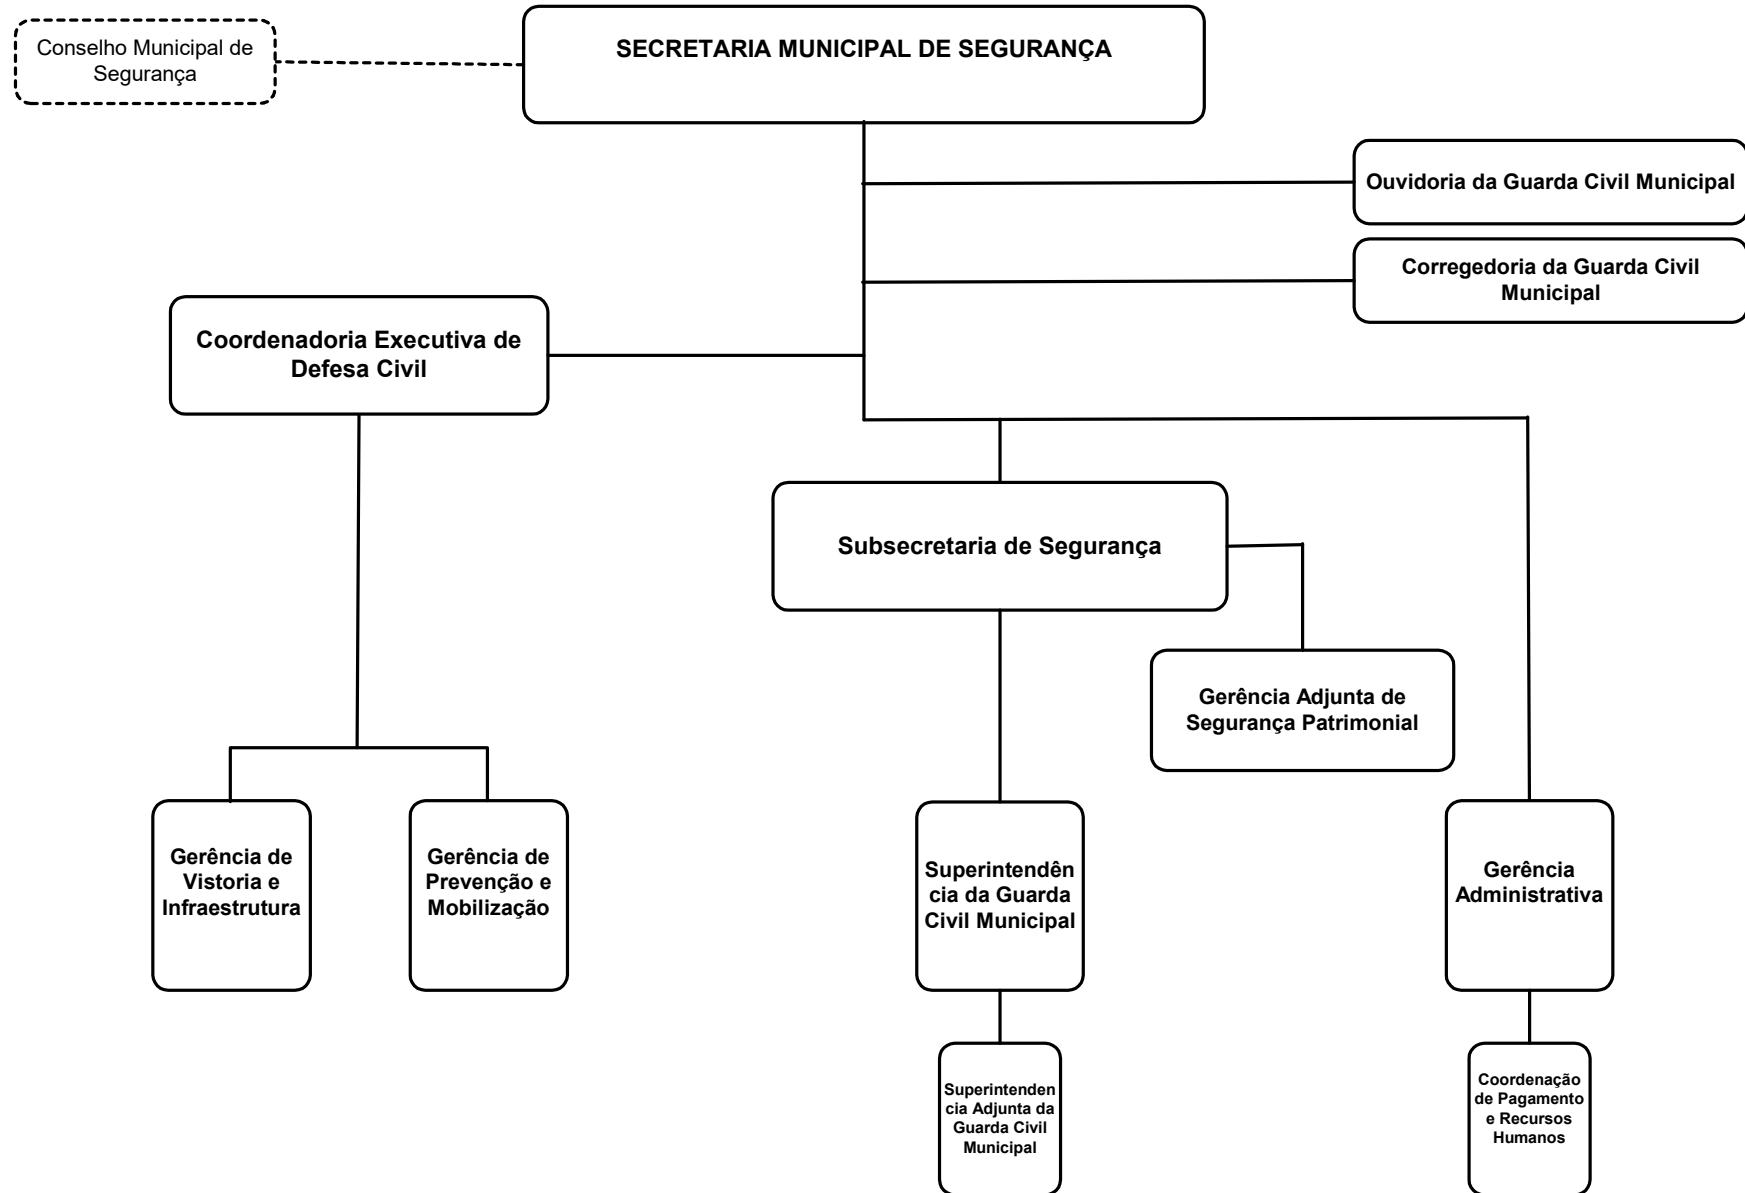 Conselho Municipal de
Segurança
SECRETARIA MUNICIPAL DE SEGURANÇA
Ouvidoria da Guarda Civil Municipal
Corregedoria da Guarda Civil
Municipal
Coordenadoria Executiva de
Defesa Civil
Subsecretaria de Segurança
Gerência Adjunta de
Segurança Patrimonial
Gerência de
Vistoria e
Infraestrutura
Gerência de
Prevenção e
Mobilização
Superintendên
cia da Guarda
Civil Municipal
Gerência
Administrativa
Superintenden
cia Adjunta da
Guarda Civil
Municipal
Coordenação
de Pagamento
e Recursos
Humanos